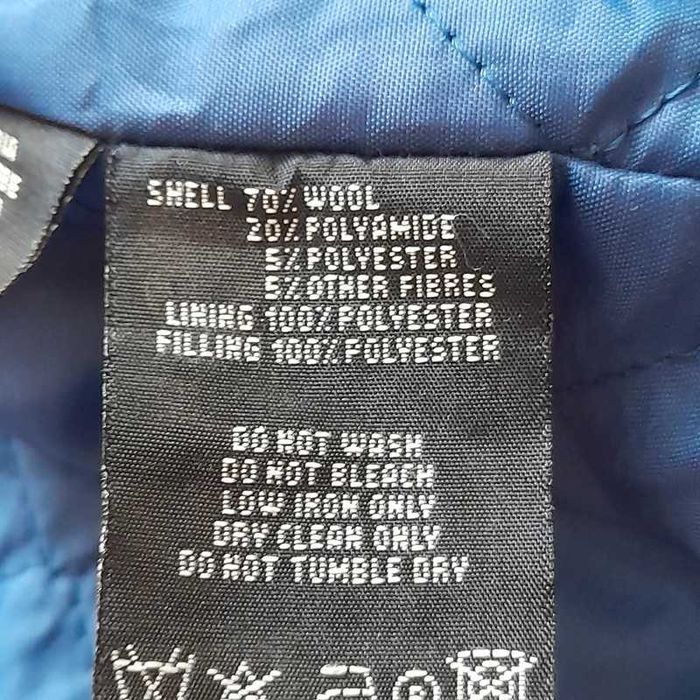 SHELL 70% WOOL
20% POLYAMIDE
5% POLYESTER
5% OTHER FIBRES
LINING 100% POLYESTER
FILLING 100% POLYESTER
DO NOT WASH
DO NOT BLEACH
LOW IRON ONLY
DRY CLEAN ONLY
DO NOT TUMBLE DRY